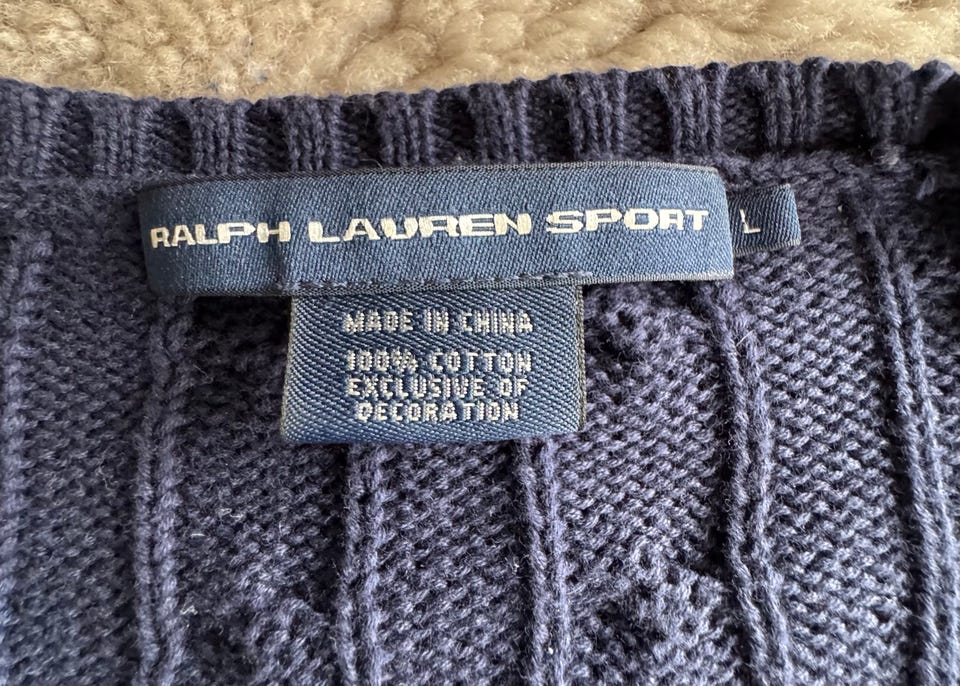 RALPH LAUREN SPORT
L
MADE IN CHINA
100% COTTON
EXCLUSIVE OF
DECORATION